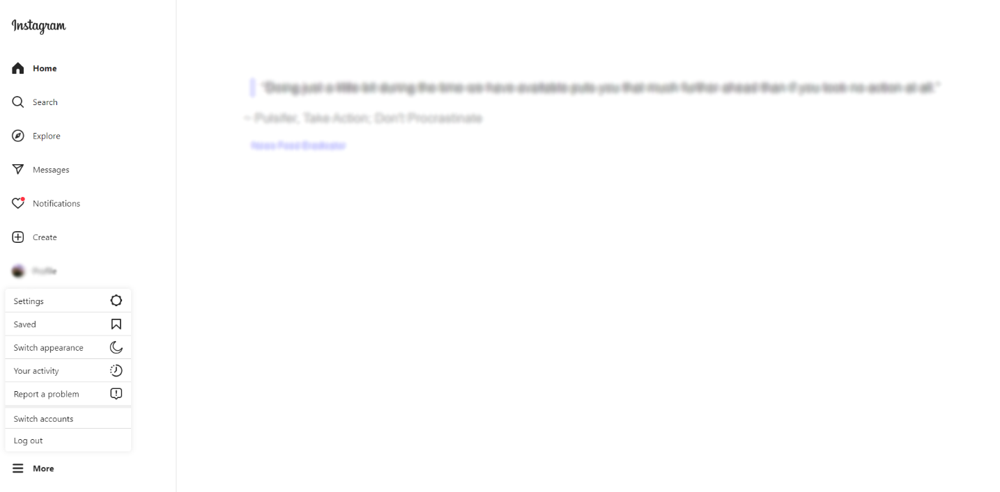 Instagram
Home
Search
Explore
Messages
Notifications
Create
Profile
Settings
Saved
Switch appearance
Your activity
Report a problem
Switch accounts
Log out
More
"Doing just a little bit during the time we have available puts you that much further ahead than if you took no action at all."
~ Pulsifer, Take Action; Don't Procrastinate
News Feed Eradicator